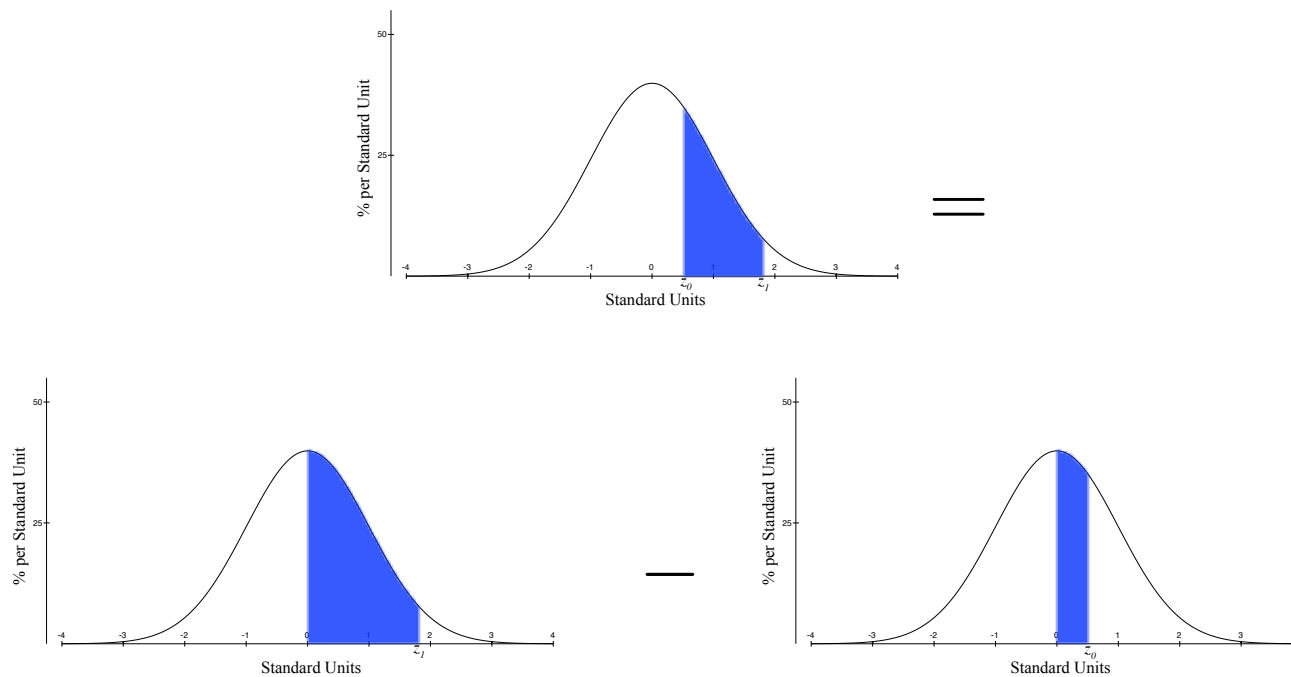 50
25
% per Standard Unit
-4 -3 -2 -1 0 1 2 3 4
z0 z1
Standard Units
=
50
25
% per Standard Unit
-4 -3 -2 -1 0 1 2 3 4
z1
Standard Units
−
50
25
% per Standard Unit
-4 -3 -2 -1 0 1 2 3
z0
Standard Units